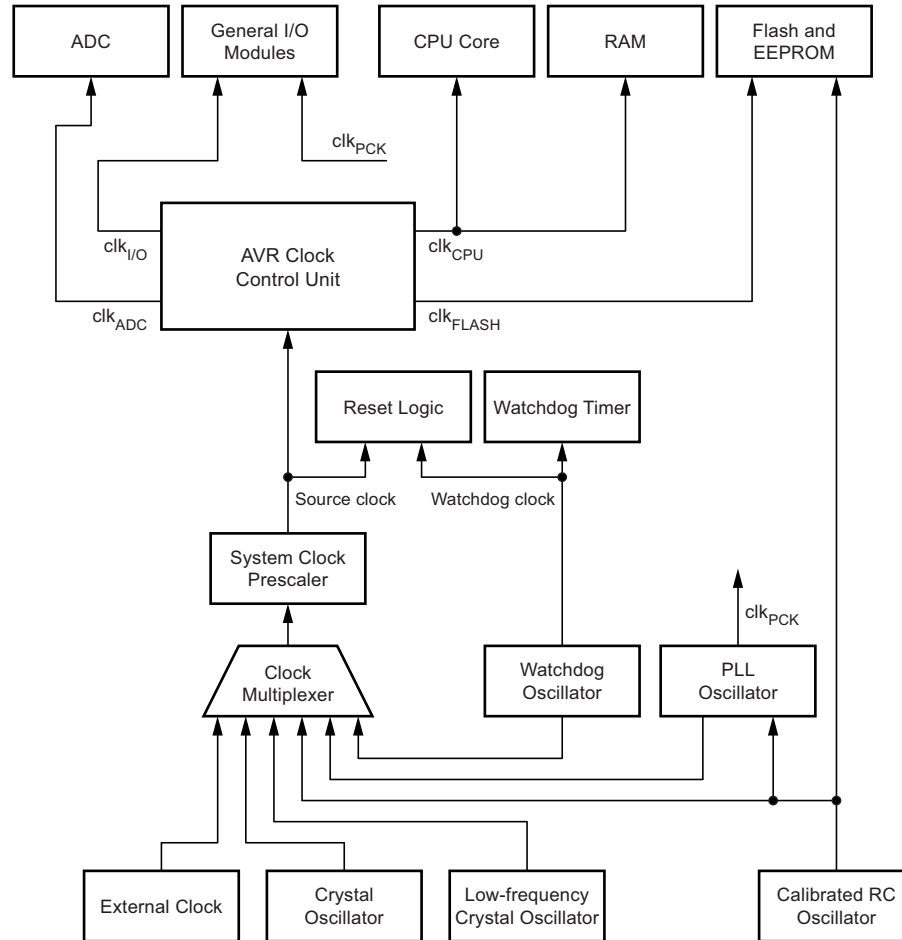 ADC
General I/O
Modules
CPU Core
RAM
Flash and
EEPROM
clkPCK
clkI/O
AVR Clock
Control Unit
clkCPU
clkADC
clkFLASH
Reset Logic
Watchdog Timer
Source clock
Watchdog clock
System Clock
Prescaler
clkPCK
Clock
Multiplexer
Watchdog
Oscillator
PLL
Oscillator
External Clock
Crystal
Oscillator
Low-frequency
Crystal Oscillator
Calibrated RC
Oscillator